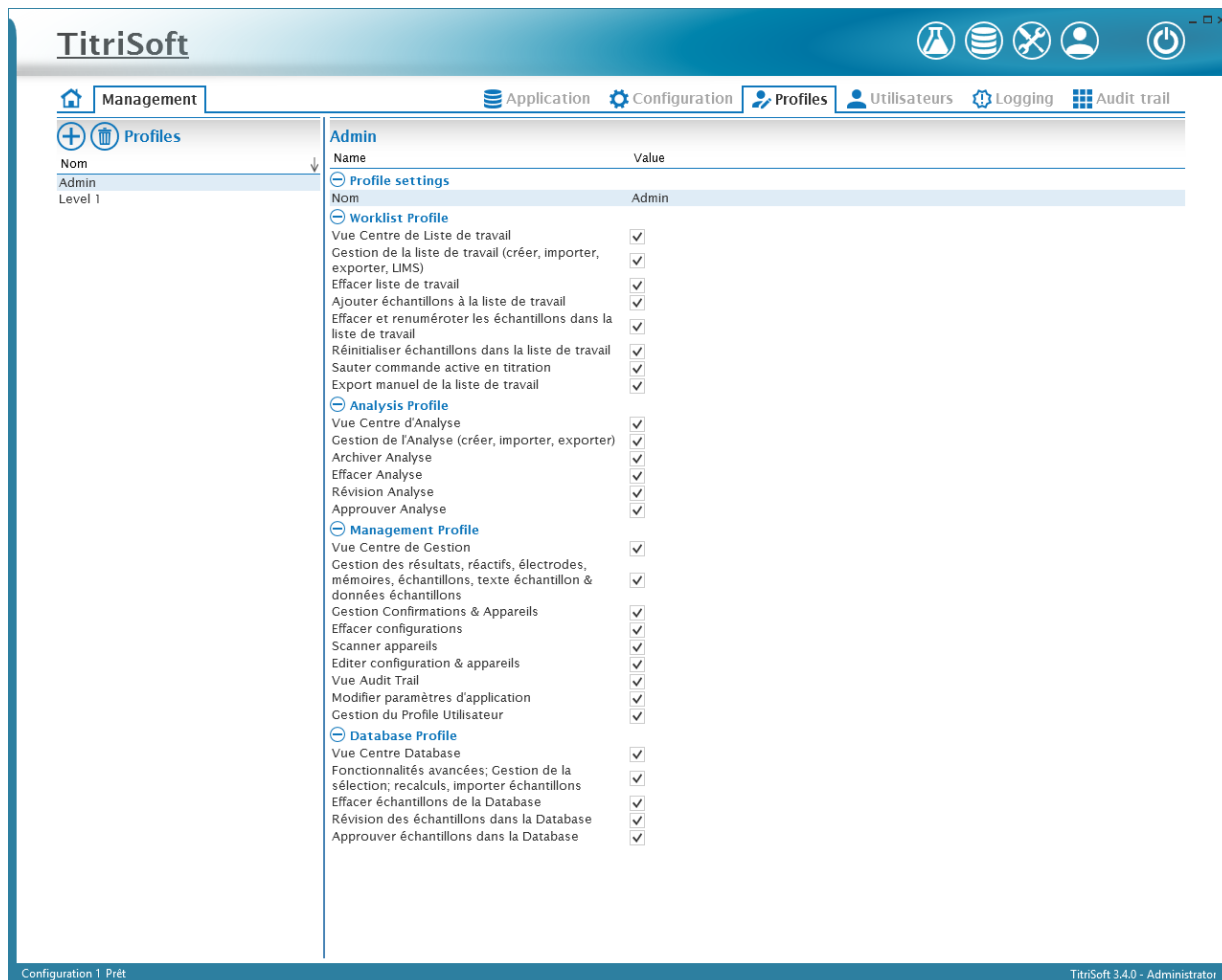 TitriSoft
Management
Application
Configuration
Profiles
Utilisateurs
Logging
Audit trail
Profiles
Nom
Admin
Level 1
Admin
Name Value
Profile settings
Nom Admin
Worklist Profile
Vue Centre de Liste de travail
Gestion de la liste de travail (créer, importer,
exporter, LIMS)
Effacer liste de travail
Ajouter échantillons à la liste de travail
Effacer et renuméroter les échantillons dans la
liste de travail
Réinitialiser échantillons dans la liste de travail
Sauter commande active en titration
Export manuel de la liste de travail
Analysis Profile
Vue Centre d'Analyse
Gestion de l'Analyse (créer, importer, exporter)
Archiver Analyse
Effacer Analyse
Révision Analyse
Approuver Analyse
Management Profile
Vue Centre de Gestion
Gestion des résultats, réactifs, électrodes,
mémoires, échantillons, texte échantillon &
données échantillons
Gestion Confirmations & Appareils
Effacer configurations
Scanner appareils
Editer configuration & appareils
Vue Audit Trail
Modifier paramètres d'application
Gestion du Profile Utilisateur
Database Profile
Vue Centre Database
Fonctionnalités avancées; Gestion de la
sélection; recalculs, importer échantillons
Effacer échantillons de la Database
Révision des échantillons dans la Database
Approuver échantillons dans la Database
Configuration 1 Prêt
TitriSoft 3.4.0 - Administrator